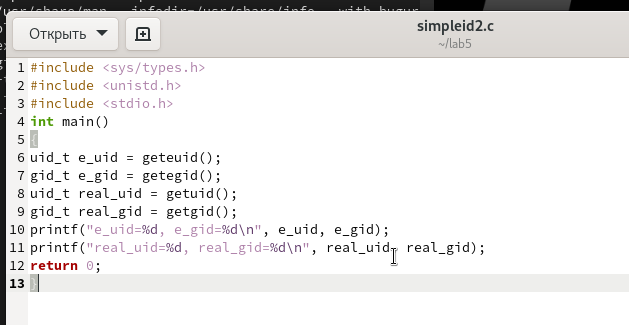 /usr/share/man --infodir=/usr/share/info --with-bugur
Открыть
simpleid2.c
~/lab5
1 #include <sys/types.h>
2 #include <unistd.h>
3 #include <stdio.h>
4 int main()
5 {
6 uid_t e_uid = geteuid();
7 gid_t e_gid = getegid();
8 uid_t real_uid = getuid();
9 gid_t real_gid = getgid();
10 printf("e_uid=%d, e_gid=%d\n", e_uid, e_gid);
11 printf("real_uid=%d, real_gid=%d\n", real_uid, real_gid);
12 return 0;
13 }